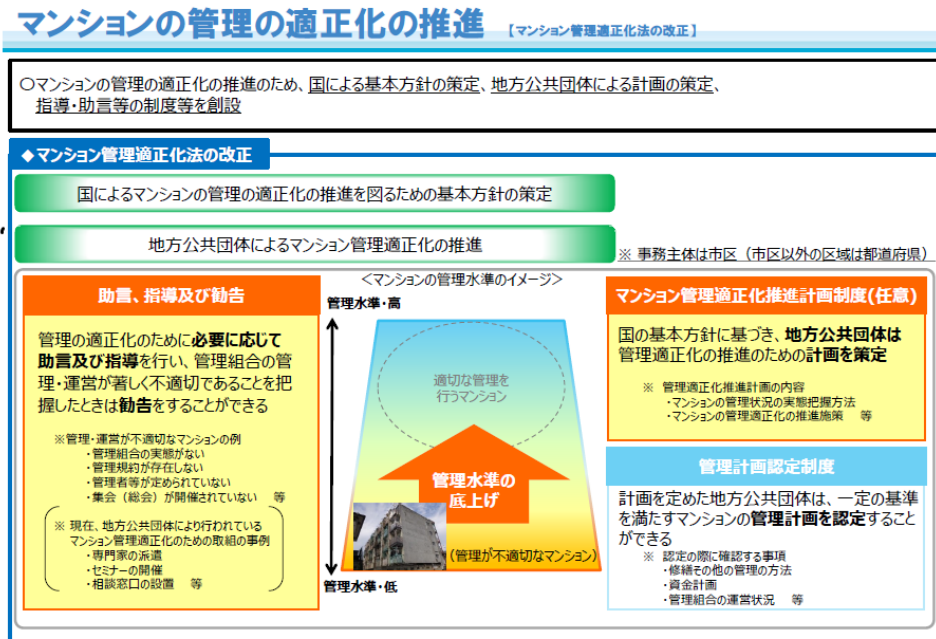 マンションの管理の適正化の推進 【マンション管理適正化法の改正】
〇マンションの管理の適正化の推進のため、国による基本方針の策定、地方公共団体による計画の策定、
指導・助言等の制度等を創設
◆マンション管理適正化法の改正
国によるマンションの管理の適正化の推進を図るための基本方針の策定
地方公共団体によるマンション管理適正化の推進
※ 事務主体は市区(市区以外の区域は都道府県)
助言、指導及び勧告
管理の適正化のために必要に応じて
助言及び指導を行い、管理組合の管
理・運営が著しく不適切であることを把
握したときは勧告をすることができる
※管理・運営が不適切なマンションの例
・管理組合の実態がない
・管理規約が存在しない
・管理者等が定められていない
・集会(総会)が開催されていない 等
※ 現在、地方公共団体により行われている
マンション管理適正化のための取組の事例
・専門家の派遣
・セミナーの開催
・相談窓口の設置 等
<マンションの管理水準のイメージ>
管理水準・高
適切な管理を
行うマンション
管理水準の
底上げ
(管理が不適切なマンション)
管理水準・低
マンション管理適正化推進計画制度(任意)
国の基本方針に基づき、地方公共団体は
管理適正化の推進のための計画を策定
※ 管理適正化推進計画の内容
・マンションの管理状況の実態把握方法
・マンションの管理適正化の推進施策 等
管理計画認定制度
計画を定めた地方公共団体は、一定の基準
を満たすマンションの管理計画を認定すること
ができる
※ 認定の際に確認する事項
・修繕その他の管理の方法
・資金計画
・管理組合の運営状況 等